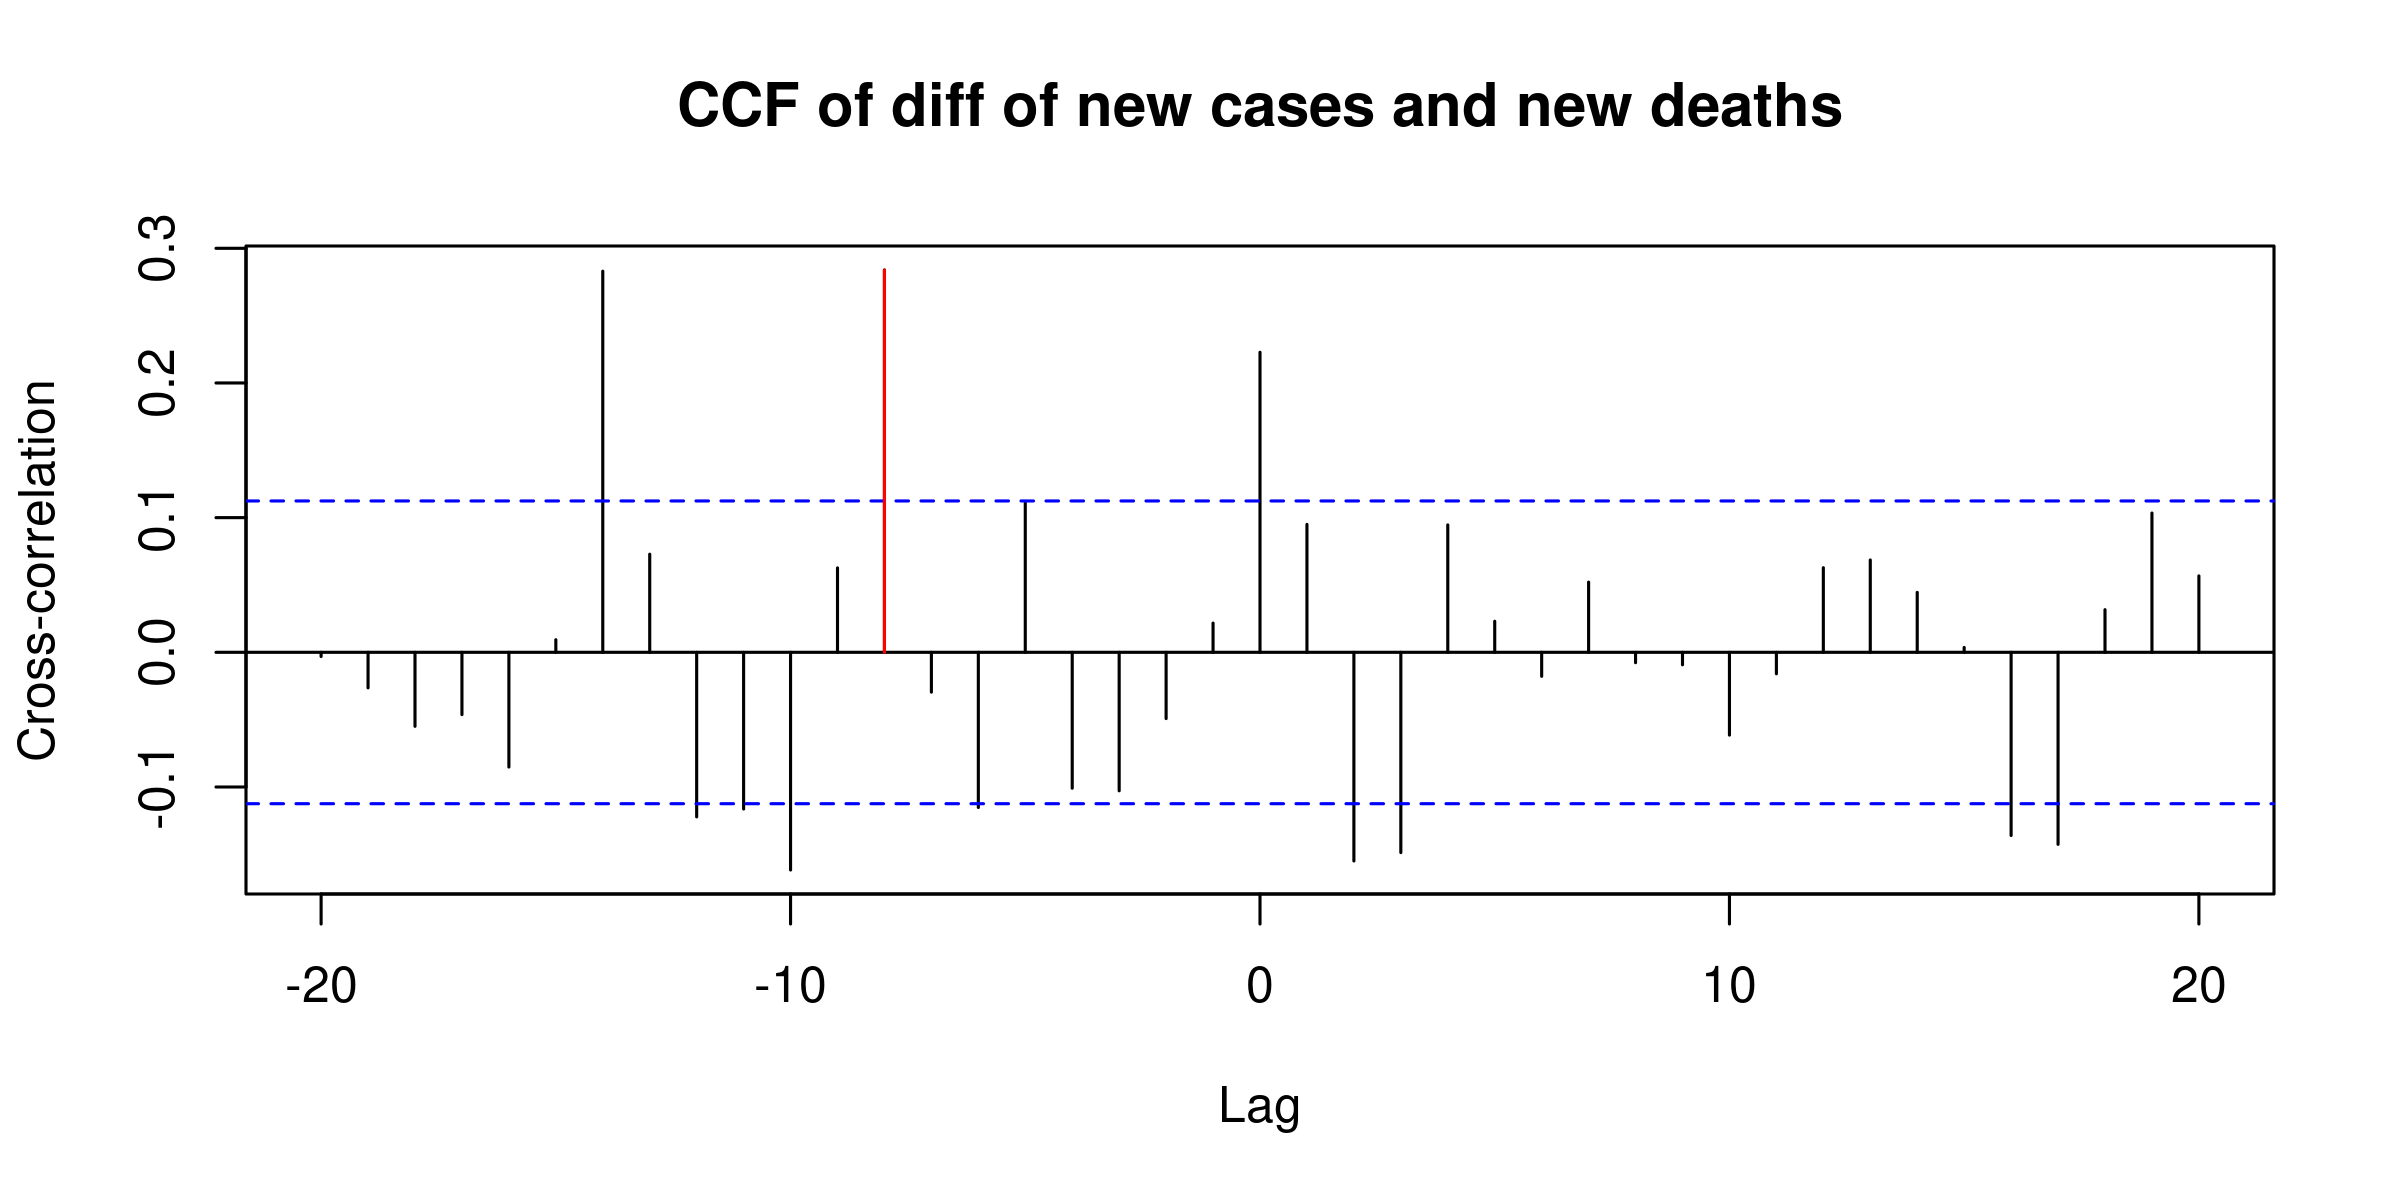 CCF of diff of new cases and new deaths
Cross-correlation
0.3
0.2
0.1
0.0
-0.1
-20 -10 0 10 20
Lag